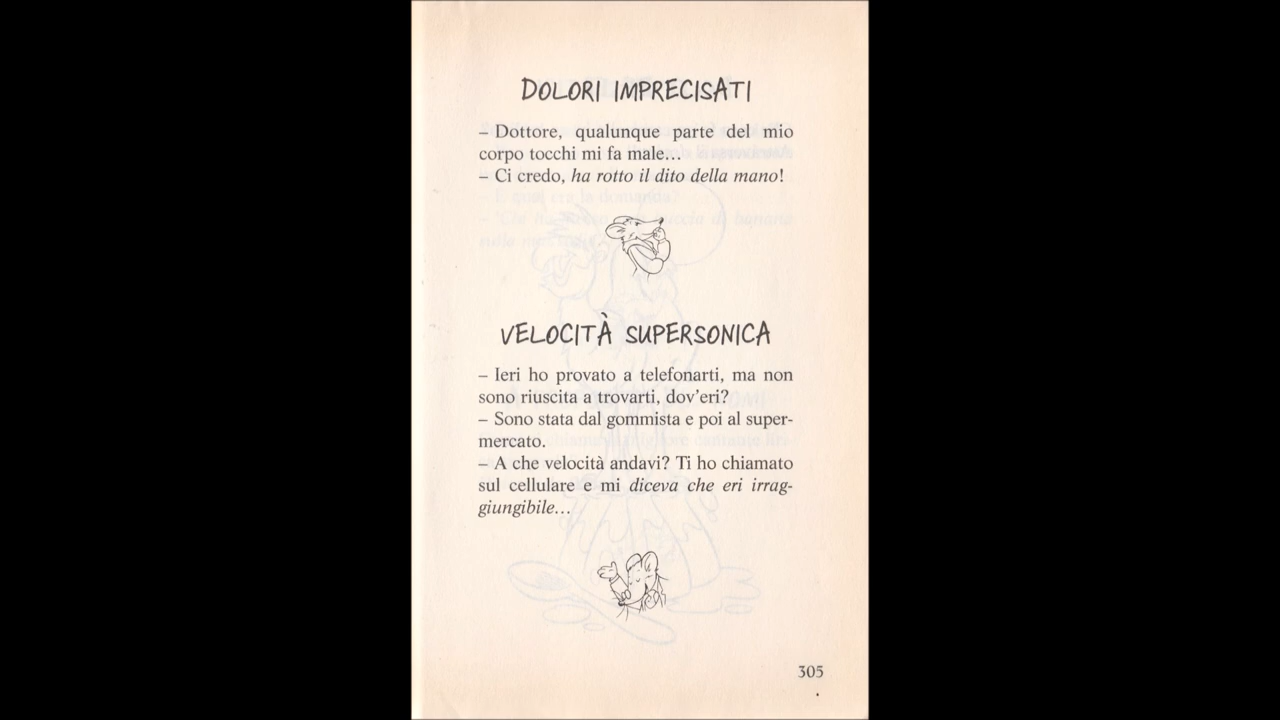 DOLORI IMPRECISATI
– Dottore, qualunque parte del mio
corpo tocchi mi fa male…
– Ci credo, ha rotto il dito della mano!
VELOCITÀ SUPERSONICA
– Ieri ho provato a telefonarti, ma non
sono riuscita a trovarti, dov'eri?
– Sono stata dal gommista e poi al super-
mercato.
– A che velocità andavi? Ti ho chiamato
sul cellulare e mi diceva che eri irrag-
giungibile…
305